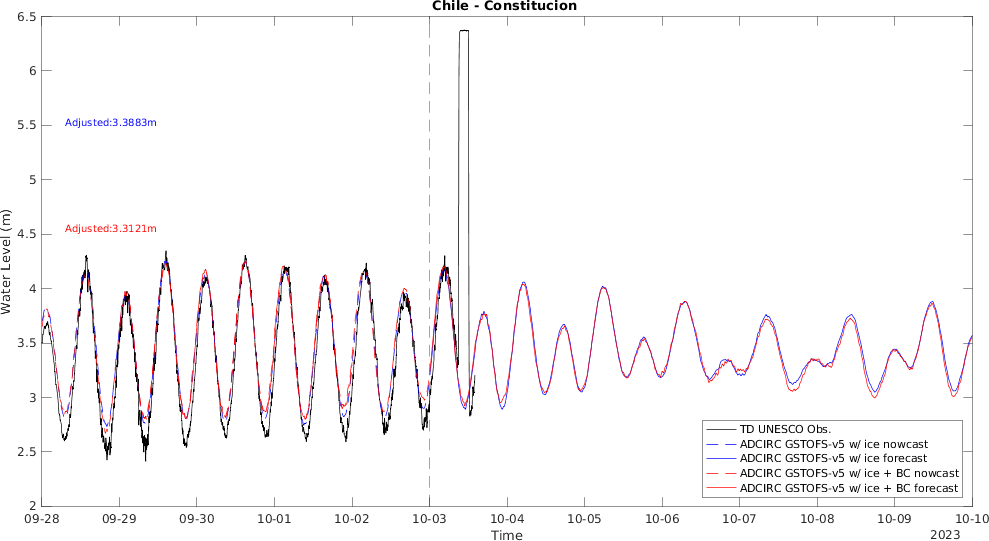 Chile - Constitucion
Water Level (m)
6.5
6
5.5
5
4.5
4
3.5
3
2.5
2
Adjusted:3.3883m
Adjusted:3.3121m
TD UNESCO Obs.
ADCIRC GSTOFS-v5 w/ ice nowcast
ADCIRC GSTOFS-v5 w/ ice forecast
ADCIRC GSTOFS-v5 w/ ice + BC nowcast
ADCIRC GSTOFS-v5 w/ ice + BC forecast
09-28 09-29 09-30 10-01 10-02 10-03 10-04 10-05 10-06 10-07 10-08 10-09 10-10
Time
2023